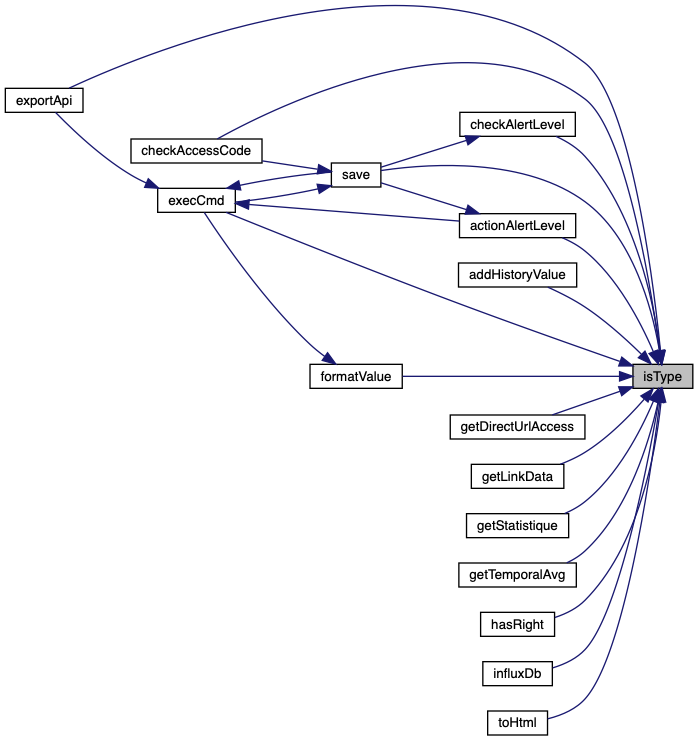 exportApi
checkAccessCode
execCmd
save
checkAlertLevel
actionAlertLevel
addHistoryValue
formatValue
isType
getDirectUrlAccess
getLinkData
getStatistique
getTemporalAvg
hasRight
influxDb
toHtml